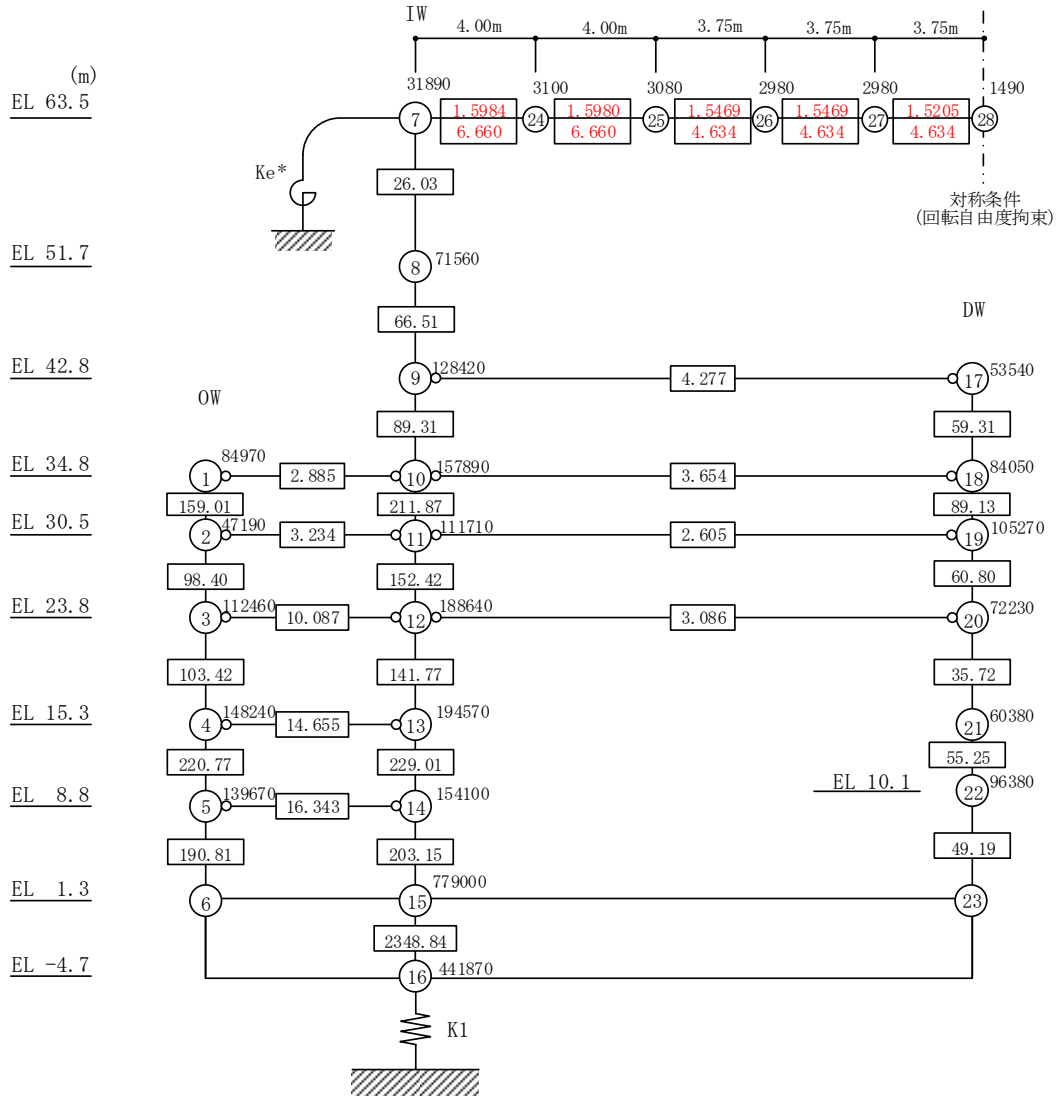 IW
4.00m 4.00m 3.75m 3.75m 3.75m
(m)
31890 3100 3080 2980 2980 1490
EL 63.5
7 1.5984 24 1.5980 25 1.5469 26 1.5469 27 1.5205 28
6.660 6.660 4.634 4.634 4.634
Ke*
26.03
対称条件
(回転自由度拘束)
EL 51.7
8 71560
66.51
DW
EL 42.8
9 128420 4.277 17 53540
OW
89.31 59.31
EL 34.8
1 84970 2.885 10 157890 3.654 18 84050
159.01 211.87 89.13
EL 30.5
2 47190 3.234 11 111710 2.605 19 105270
98.40 152.42 60.80
EL 23.8
3 112460 10.087 12 188640 3.086 20 72230
103.42 141.77 35.72
EL 15.3
4 148240 14.655 13 194570 21 60380
220.77 229.01 55.25
EL 8.8
5 139670 16.343 14 154100 EL 10.1 22 96380
190.81 203.15 49.19
EL 1.3
6 15 779000 23
2348.84
EL -4.7
16 441870
K1